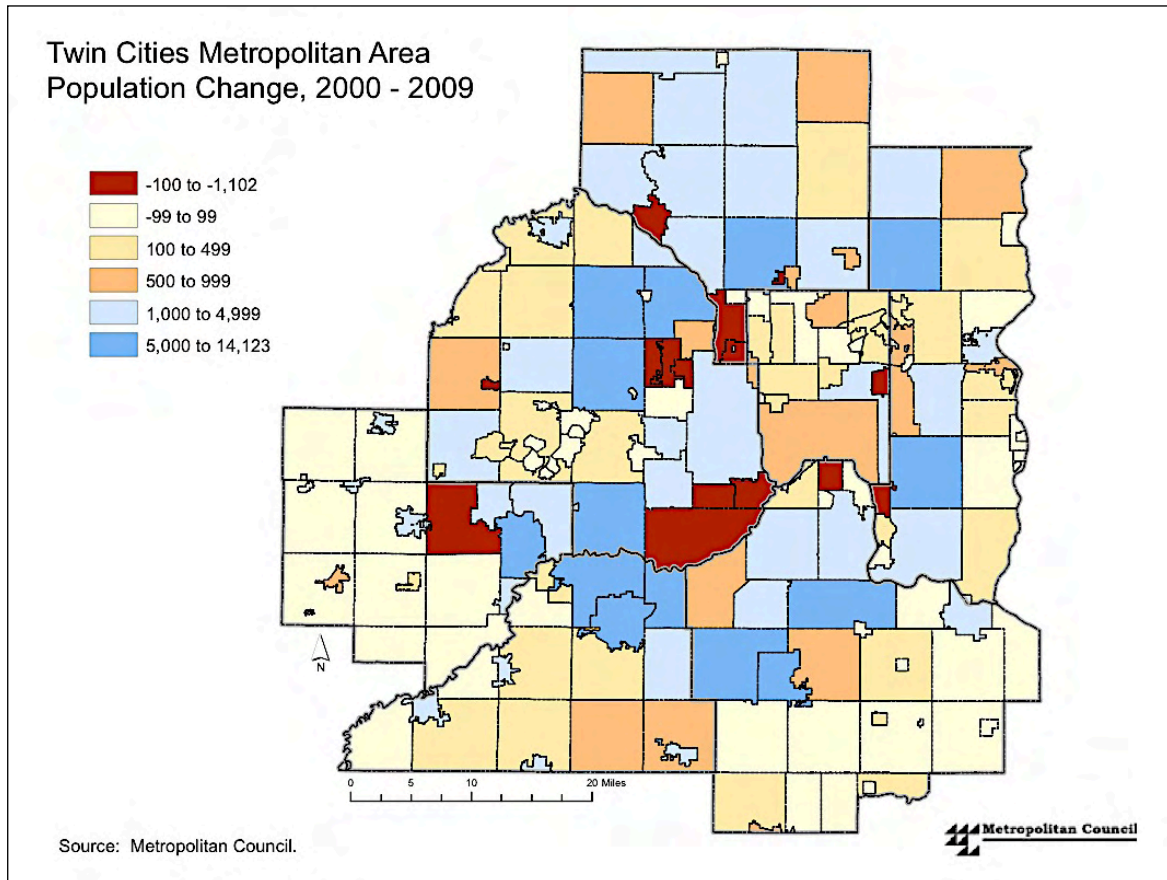 Twin Cities Metropolitan Area
Population Change, 2000 - 2009
-100 to -1,102
-99 to 99
100 to 499
500 to 999
1,000 to 4,999
5,000 to 14,123
N
0 5 10 20 Miles
Source: Metropolitan Council.
Metropolitan Council